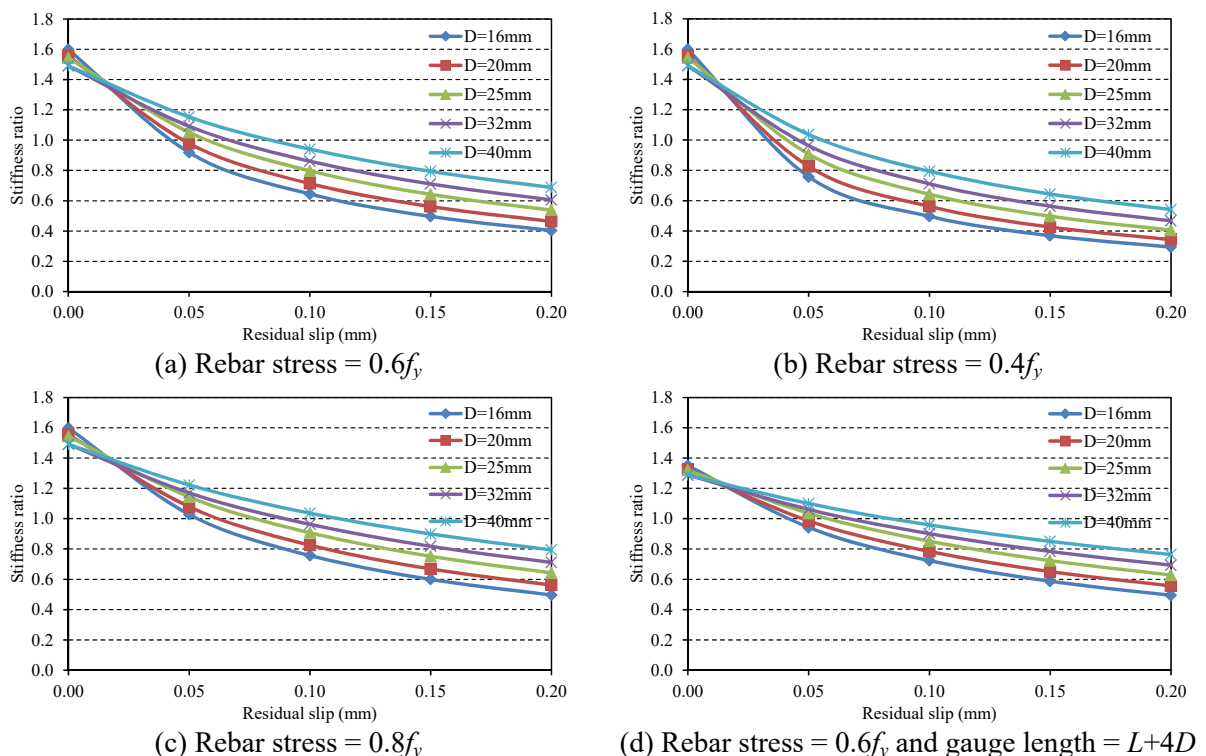 Stiffness ratio
1.8
1.6
1.4
1.2
1.0
0.8
0.6
0.4
0.2
0.0
D=16mm
D=20mm
D=25mm
D=32mm
D=40mm
0.00 0.05 0.10 0.15 0.20
Residual slip (mm)
(a) Rebar stress = 0.6fy
Stiffness ratio
1.8
1.6
1.4
1.2
1.0
0.8
0.6
0.4
0.2
0.0
D=16mm
D=20mm
D=25mm
D=32mm
D=40mm
0.00 0.05 0.10 0.15 0.20
Residual slip (mm)
(b) Rebar stress = 0.4fy
Stiffness ratio
1.8
1.6
1.4
1.2
1.0
0.8
0.6
0.4
0.2
0.0
D=16mm
D=20mm
D=25mm
D=32mm
D=40mm
0.00 0.05 0.10 0.15 0.20
Residual slip (mm)
(c) Rebar stress = 0.8fy
Stiffness ratio
1.8
1.6
1.4
1.2
1.0
0.8
0.6
0.4
0.2
0.0
D=16mm
D=20mm
D=25mm
D=32mm
D=40mm
0.00 0.05 0.10 0.15 0.20
Residual slip (mm)
(d) Rebar stress = 0.6fy and gauge length = L+4D